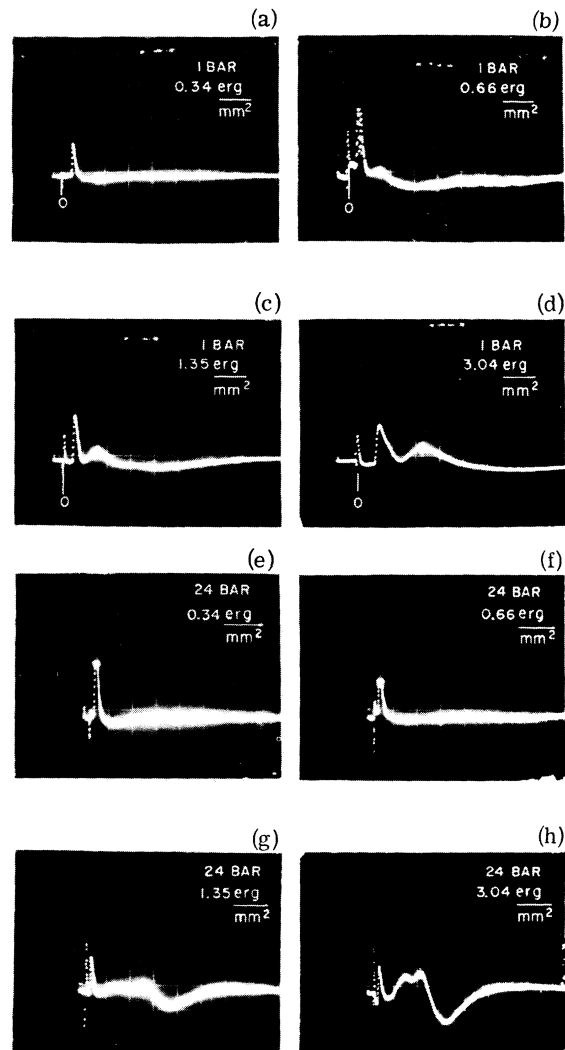 (a)
1 BAR
0.34 erg
mm²
0
(b)
1 BAR
0.66 erg
mm²
0
(c)
1 BAR
1.35 erg
mm²
0
(d)
1 BAR
3.04 erg
mm²
0
(e)
24 BAR
0.34 erg
mm²
(f)
24 BAR
0.66 erg
mm²
(g)
24 BAR
1.35 erg
mm²
(h)
24 BAR
3.04 erg
mm²